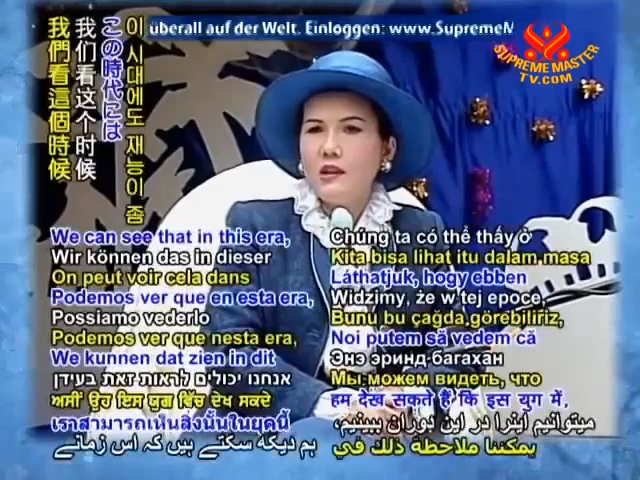 überall auf der Welt. Einloggen: www.SupremeM
SUPREME MASTER
TV.COM
我們看這個時候
我们看这个时候
この時代には
이 시대에도 재능이 좀
We can see that in this era,
Wir können das in dieser
On peut voir cela dans
Podemos ver que en esta era,
Possiamo vederlo
Podemos ver que nesta era,
We kunnen dat zien in dit
אנחנו יכולים לראות זאת בעידן
ਅਸੀਂ ਉਹ ਇਸ ਯੁਗ ਵਿੱਚ ਦੇਖ ਸਕਦੇ
เราสามารถเห็นสิ่งนั้นในยุคนี้
ہم دیکھ سکتے ہیں کہ اس زمانے
Chúng ta có thể thấy ở
Kita bisa lihat itu dalam masa
Láthatjuk, hogy ebben
Widzimy, że w tej epoce,
Bunu bu çağda görebiliriz,
Noi putem să vedem că
Энэ эринд багахан
Мы можем видеть, что
हम देख सकते हैं कि इस युग में,
میتوانیم اینرا در این دوران ببینیم،
يمكننا ملاحظة ذلك في